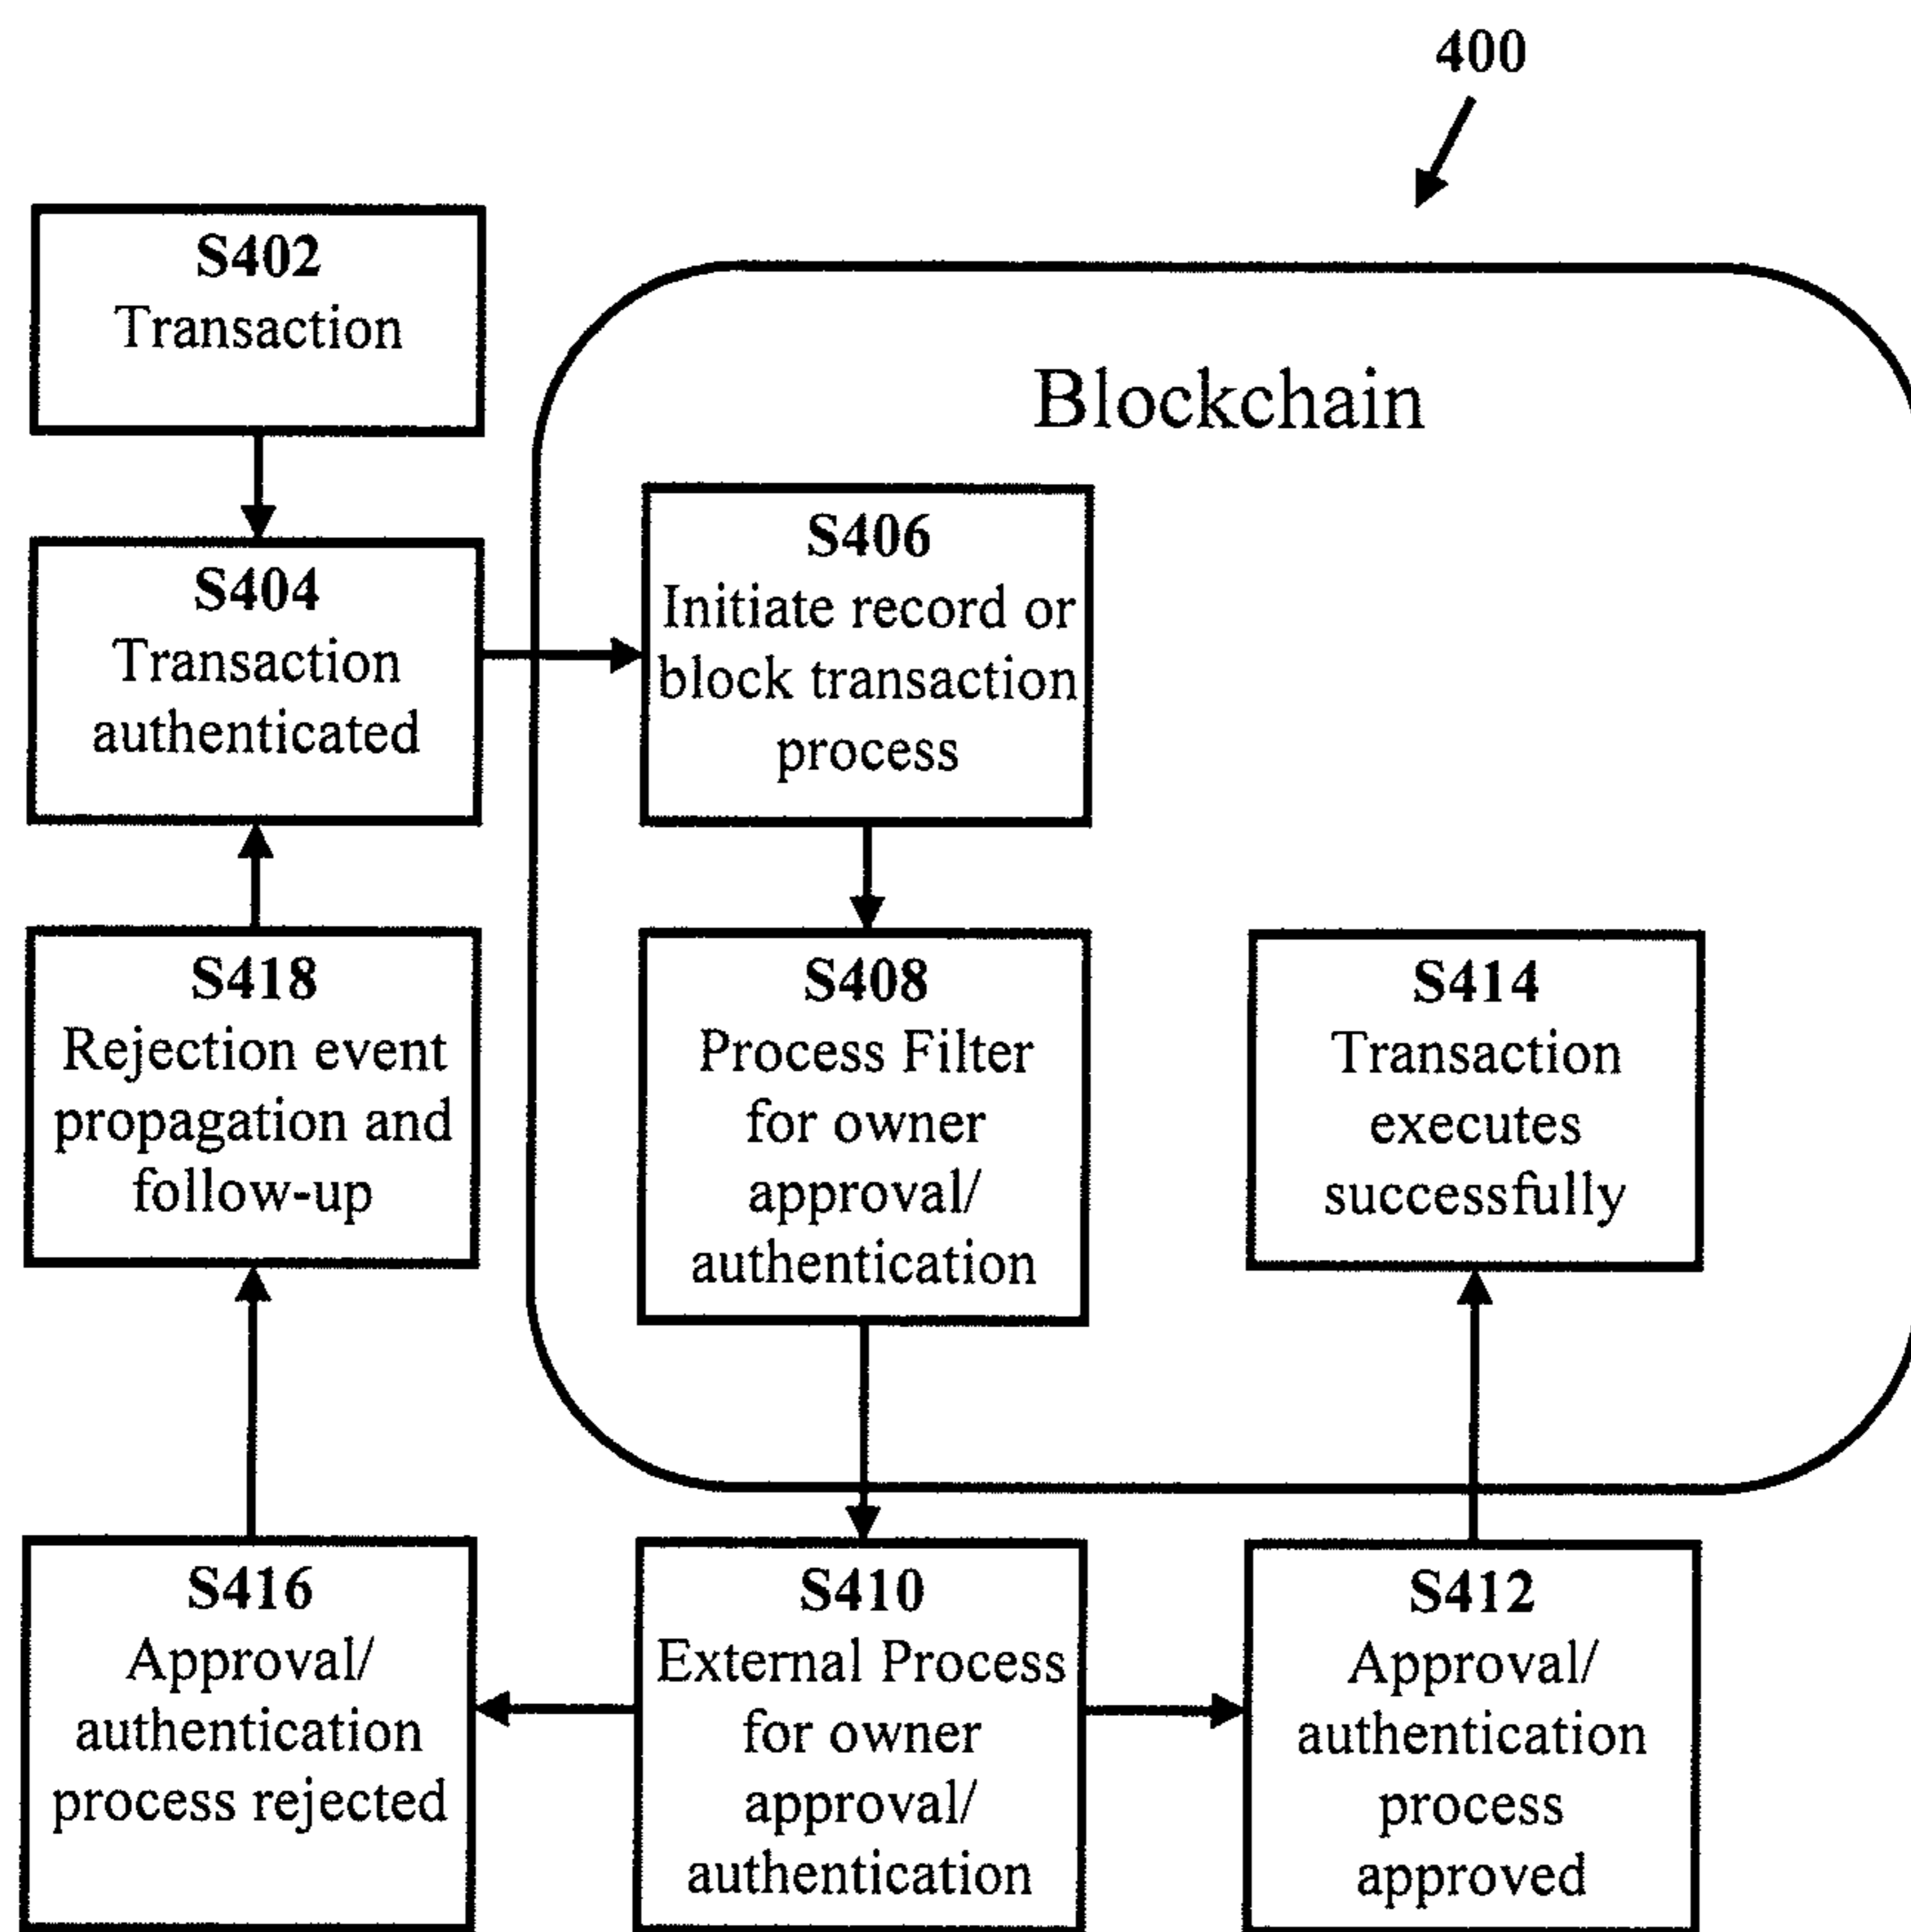 400
S402
Transaction
Blockchain
S404
Transaction
authenticated
S406
Initiate record or
block transaction
process
S418
Rejection event
propagation and
follow-up
S408
Process Filter
for owner
approval/
authentication
S414
Transaction
executes
successfully
S416
Approval/
authentication
process rejected
S410
External Process
for owner
approval/
authentication
S412
Approval/
authentication
process
approved